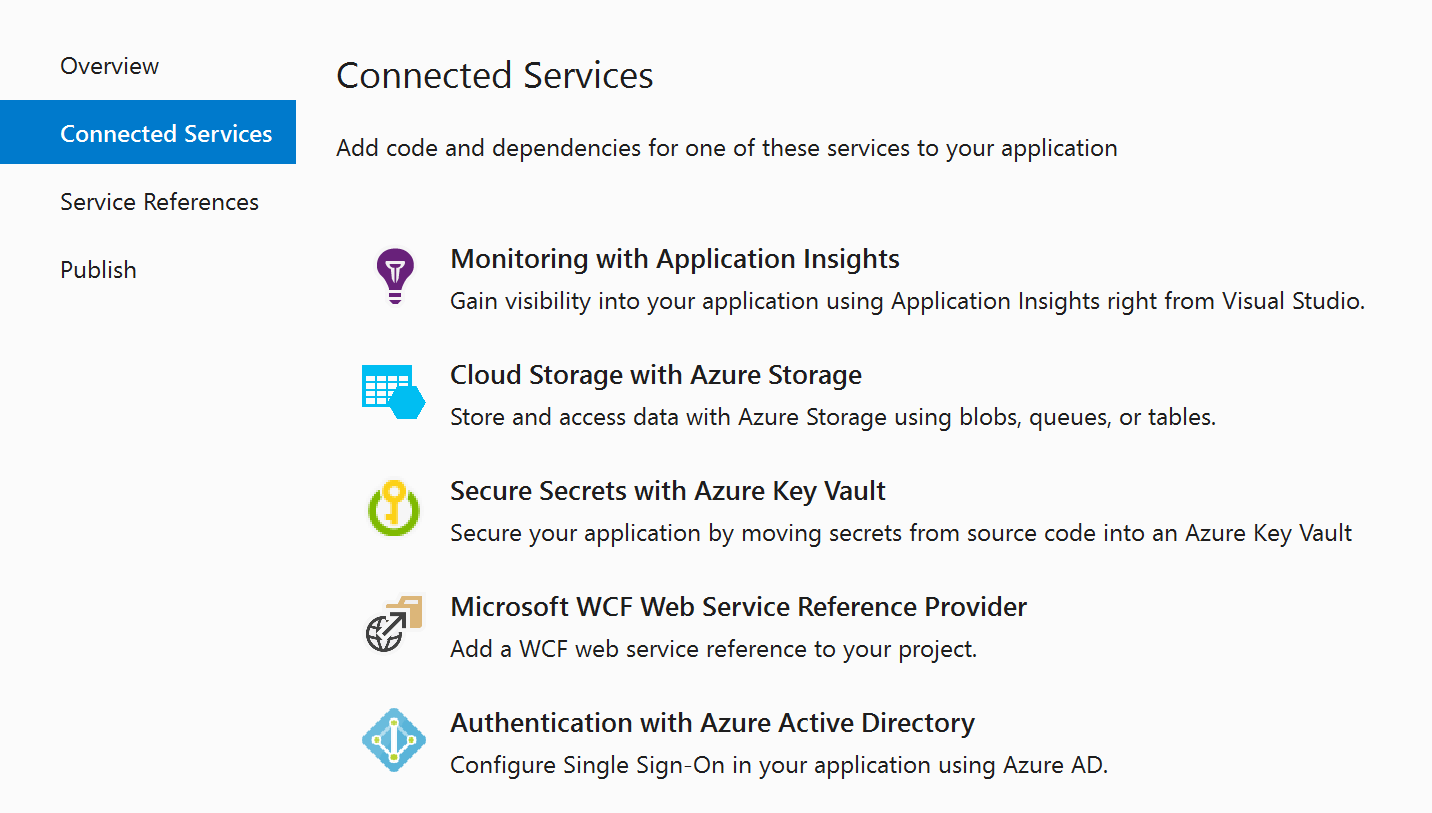 Overview
Connected Services
Service References
Publish
Connected Services
Add code and dependencies for one of these services to your application
Monitoring with Application Insights
Gain visibility into your application using Application Insights right from Visual Studio.
Cloud Storage with Azure Storage
Store and access data with Azure Storage using blobs, queues, or tables.
Secure Secrets with Azure Key Vault
Secure your application by moving secrets from source code into an Azure Key Vault
Microsoft WCF Web Service Reference Provider
Add a WCF web service reference to your project.
Authentication with Azure Active Directory
Configure Single Sign-On in your application using Azure AD.